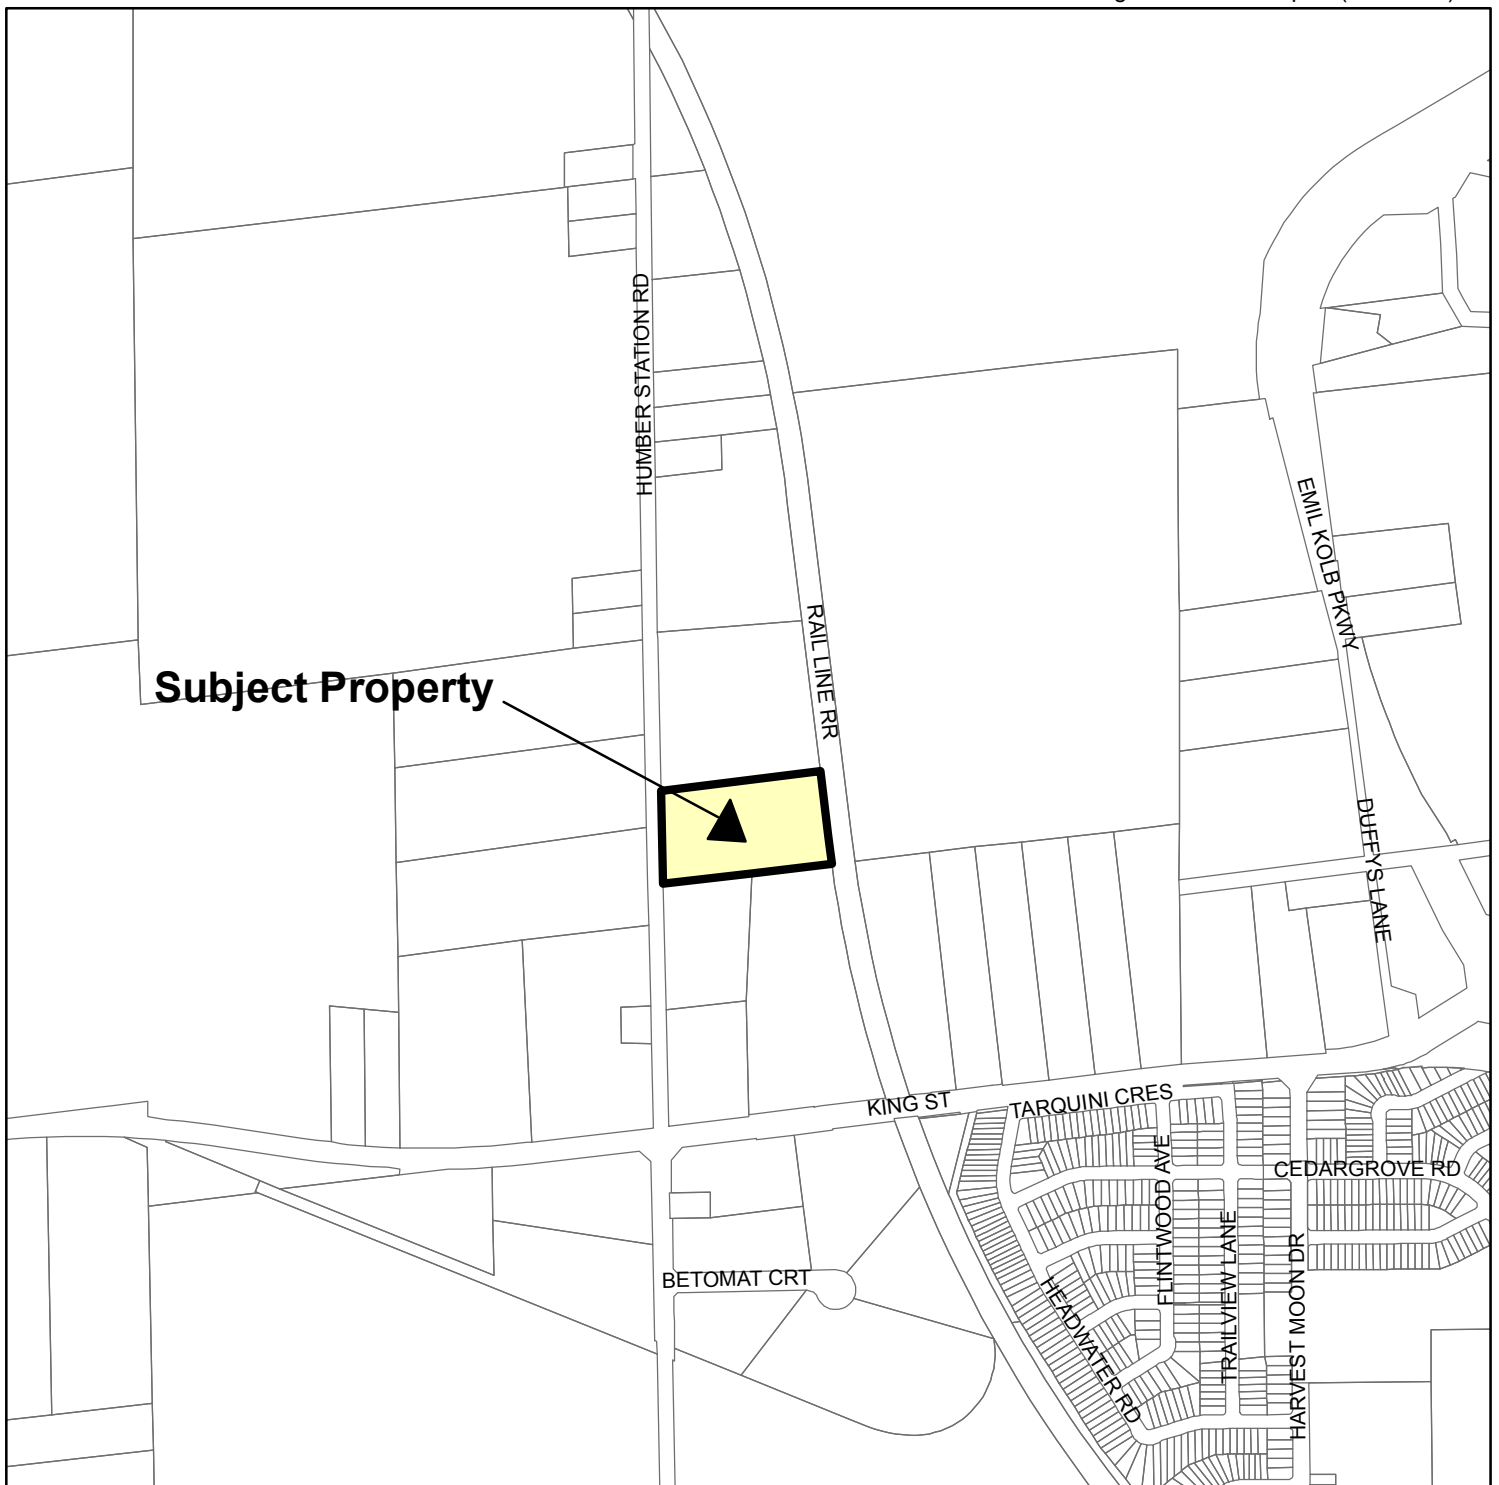 HUMBER STATION RD
EMIL KOLB PKWY
RAIL LINE RR
Subject Property
DUFFYS LANE
KING ST
TARQUINI CRES
CEDARGROVE RD
FLINTWOOD AVE
TRAILVIEW LANE
HARVEST MOON DR
BETOMAT CRT
HEADWATER RD